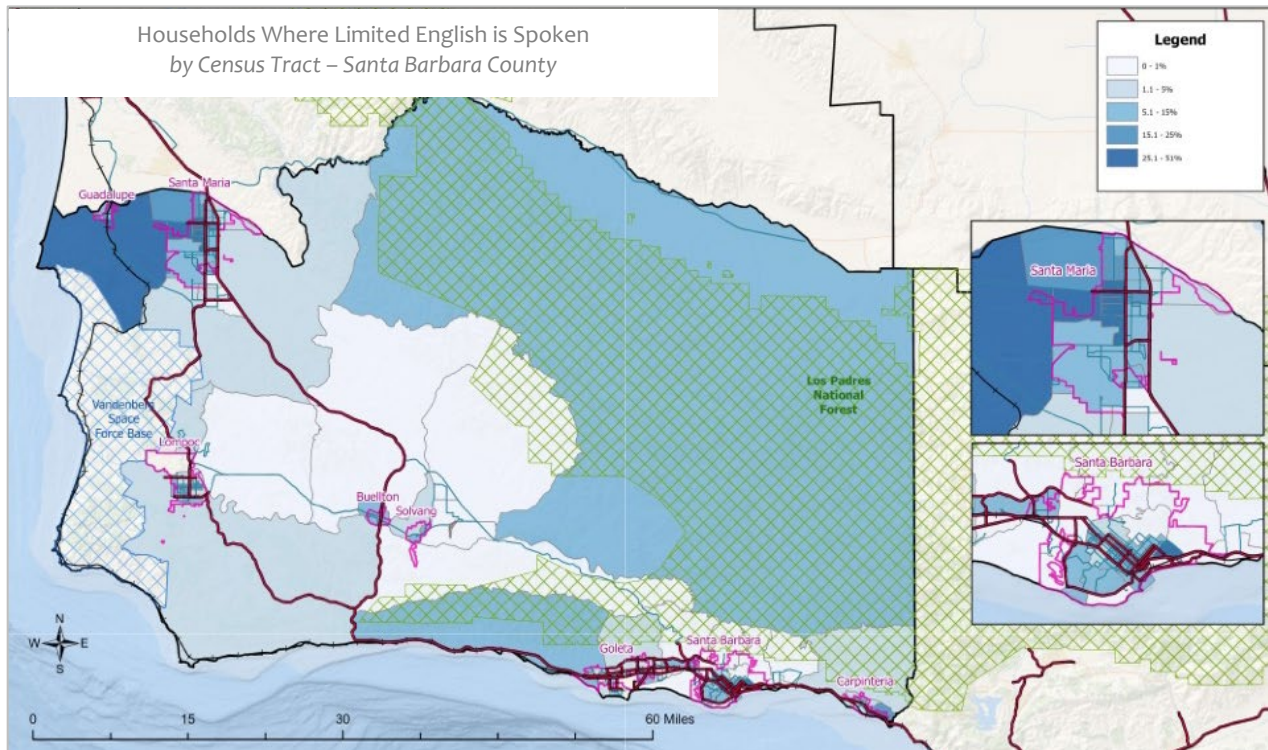 Households Where Limited English is Spoken
by Census Tract – Santa Barbara County
Legend
0 - 1%
1.1 - 5%
5.1 - 15%
15.1 - 25%
25.1 - 51%
Guadalupe
Santa Maria
Vandenberg
Space
Force Base
Lompoc
Buellton
Solvang
Los Padres
National
Forest
Santa Maria
Santa Barbara
Goleta
Santa Barbara
Carpinteria
N
W
E
S
0
15
30
60 Miles